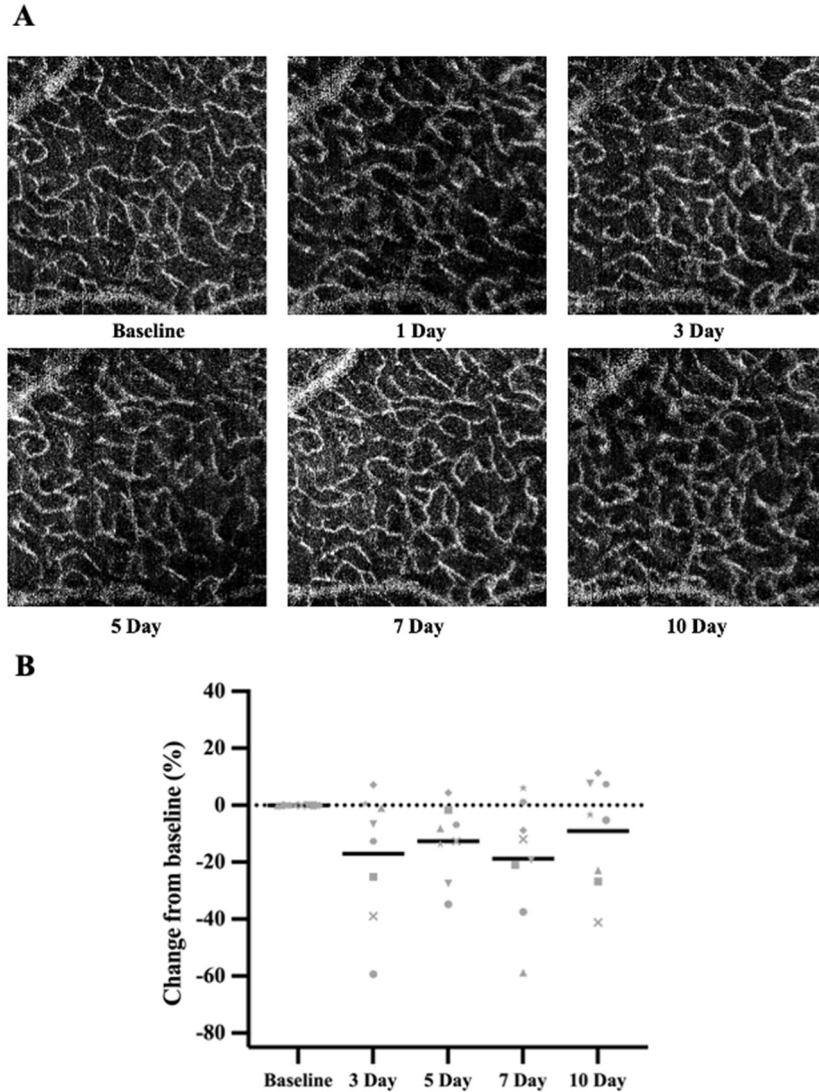 A
Baseline 1 Day 3 Day
5 Day 7 Day 10 Day
B
Change from baseline (%)
40
20
0
-20
-40
-60
-80
Baseline 3 Day 5 Day 7 Day 10 Day